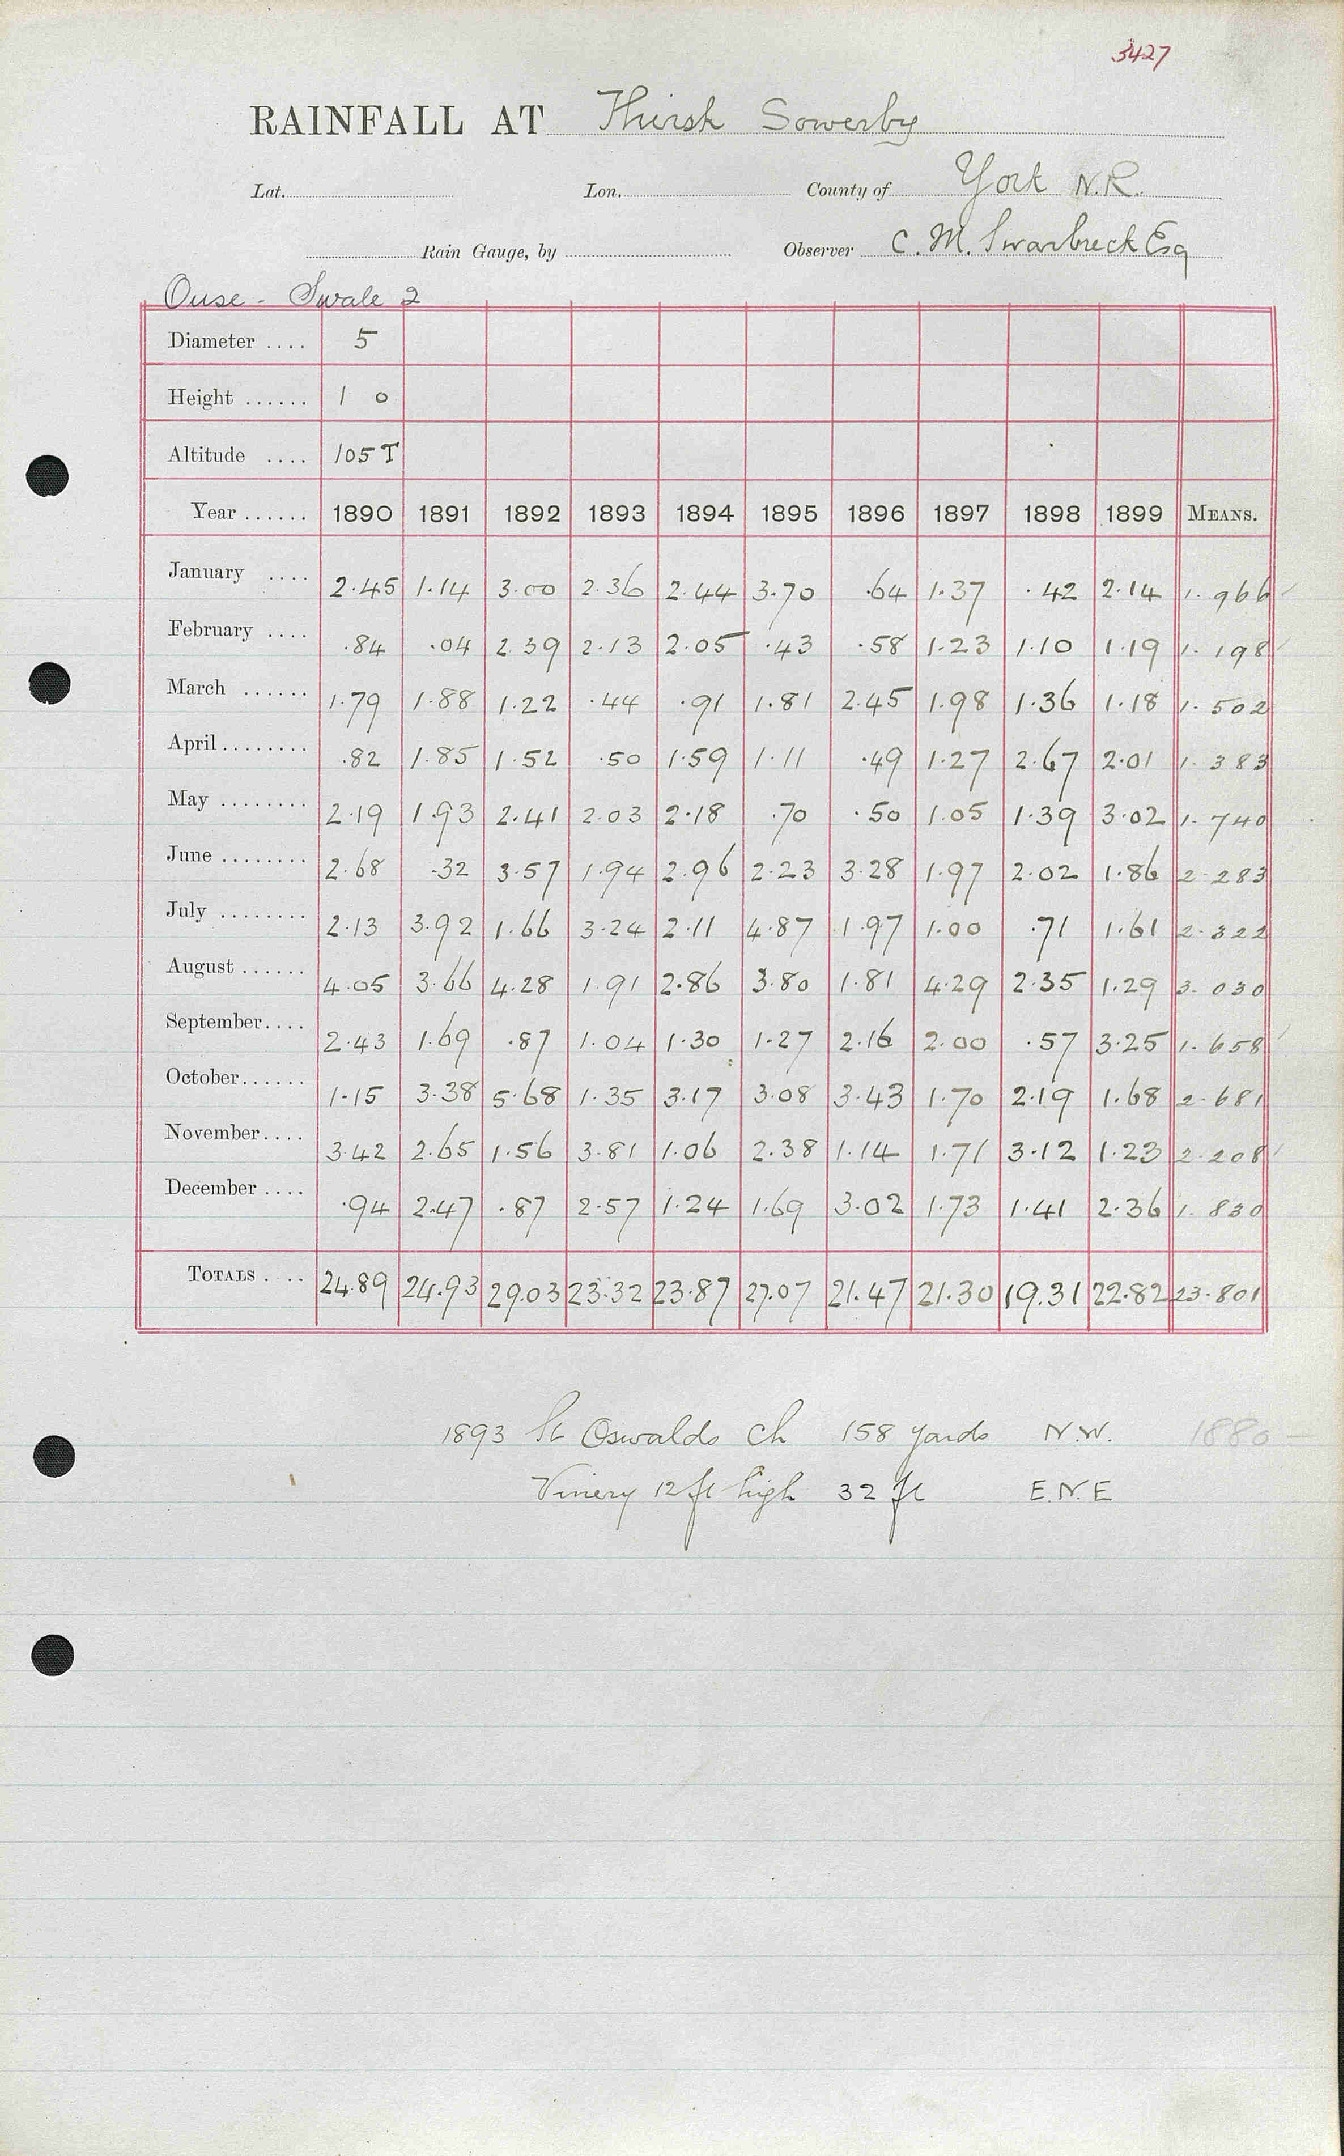 3427
RAINFALL AT Thirsk Sowerby
Lat. Lon. County of York N.R.
Rain Gauge, by Observer C. M. Swarbreck Esq
Ouse - Swale 2
Diameter .... 5
Height ...... 1 0
Altitude .... 105 T
Year ...... 1890 1891 1892 1893 1894 1895 1896 1897 1898 1899 MEANS.
January .... 2.45 1.14 3.00 2.36 2.44 3.70 .64 1.37 .42 2.14 1.966
February .... .84 .04 2.39 2.13 2.05 .43 .58 1.23 1.10 1.19 1.198
March ...... 1.79 1.88 1.22 .44 .91 1.81 2.45 1.98 1.36 1.18 1.502
April ........ .82 1.85 1.52 .50 1.59 1.11 .49 1.27 2.67 2.01 1.383
May ........ 2.19 1.93 2.41 2.03 2.18 .70 .50 1.05 1.39 3.02 1.740
June ........ 2.68 .32 3.57 1.94 2.96 2.23 3.28 1.97 2.02 1.86 2.283
July ........ 2.13 3.92 1.66 3.24 2.11 4.87 1.97 1.00 .71 1.61 2.322
August ...... 4.05 3.66 4.28 1.91 2.86 3.80 1.81 4.29 2.35 1.29 3.030
September.... 2.43 1.69 .87 1.04 1.30 1.27 2.16 2.00 .57 3.25 1.658
October...... 1.15 3.38 5.68 1.35 3.17 3.08 3.43 1.70 2.19 1.68 2.681
November.... 3.42 2.65 1.56 3.81 1.06 2.38 1.14 1.71 3.12 1.23 2.208
December .... .94 2.47 .87 2.57 1.24 1.69 3.02 1.73 1.41 2.36 1.830
TOTALS .... 24.89 24.93 29.03 23.32 23.87 27.07 21.47 21.30 19.31 22.82 23.801
1893 St Oswalds Ch 158 yards N.W. 1880 -
Vinery 12 ft high 32 ft E.N.E